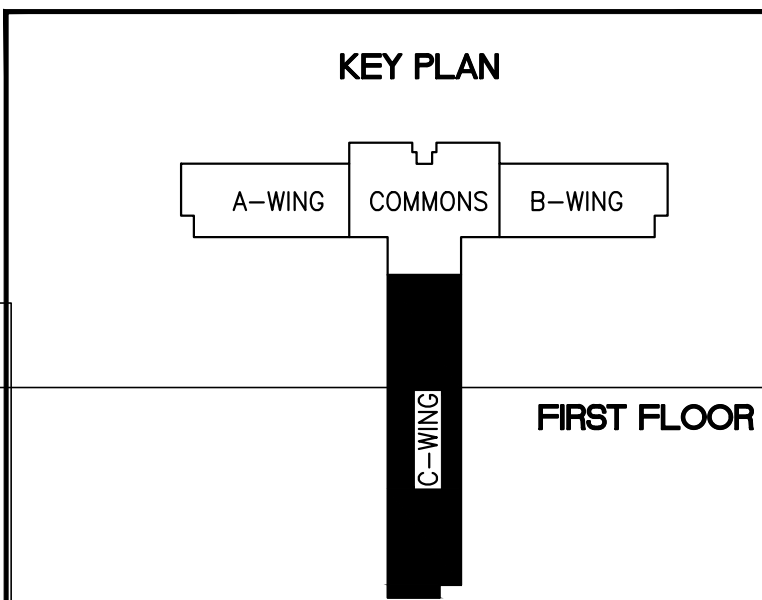 KEY PLAN
A-WING
COMMONS
B-WING
C-WING
FIRST FLOOR